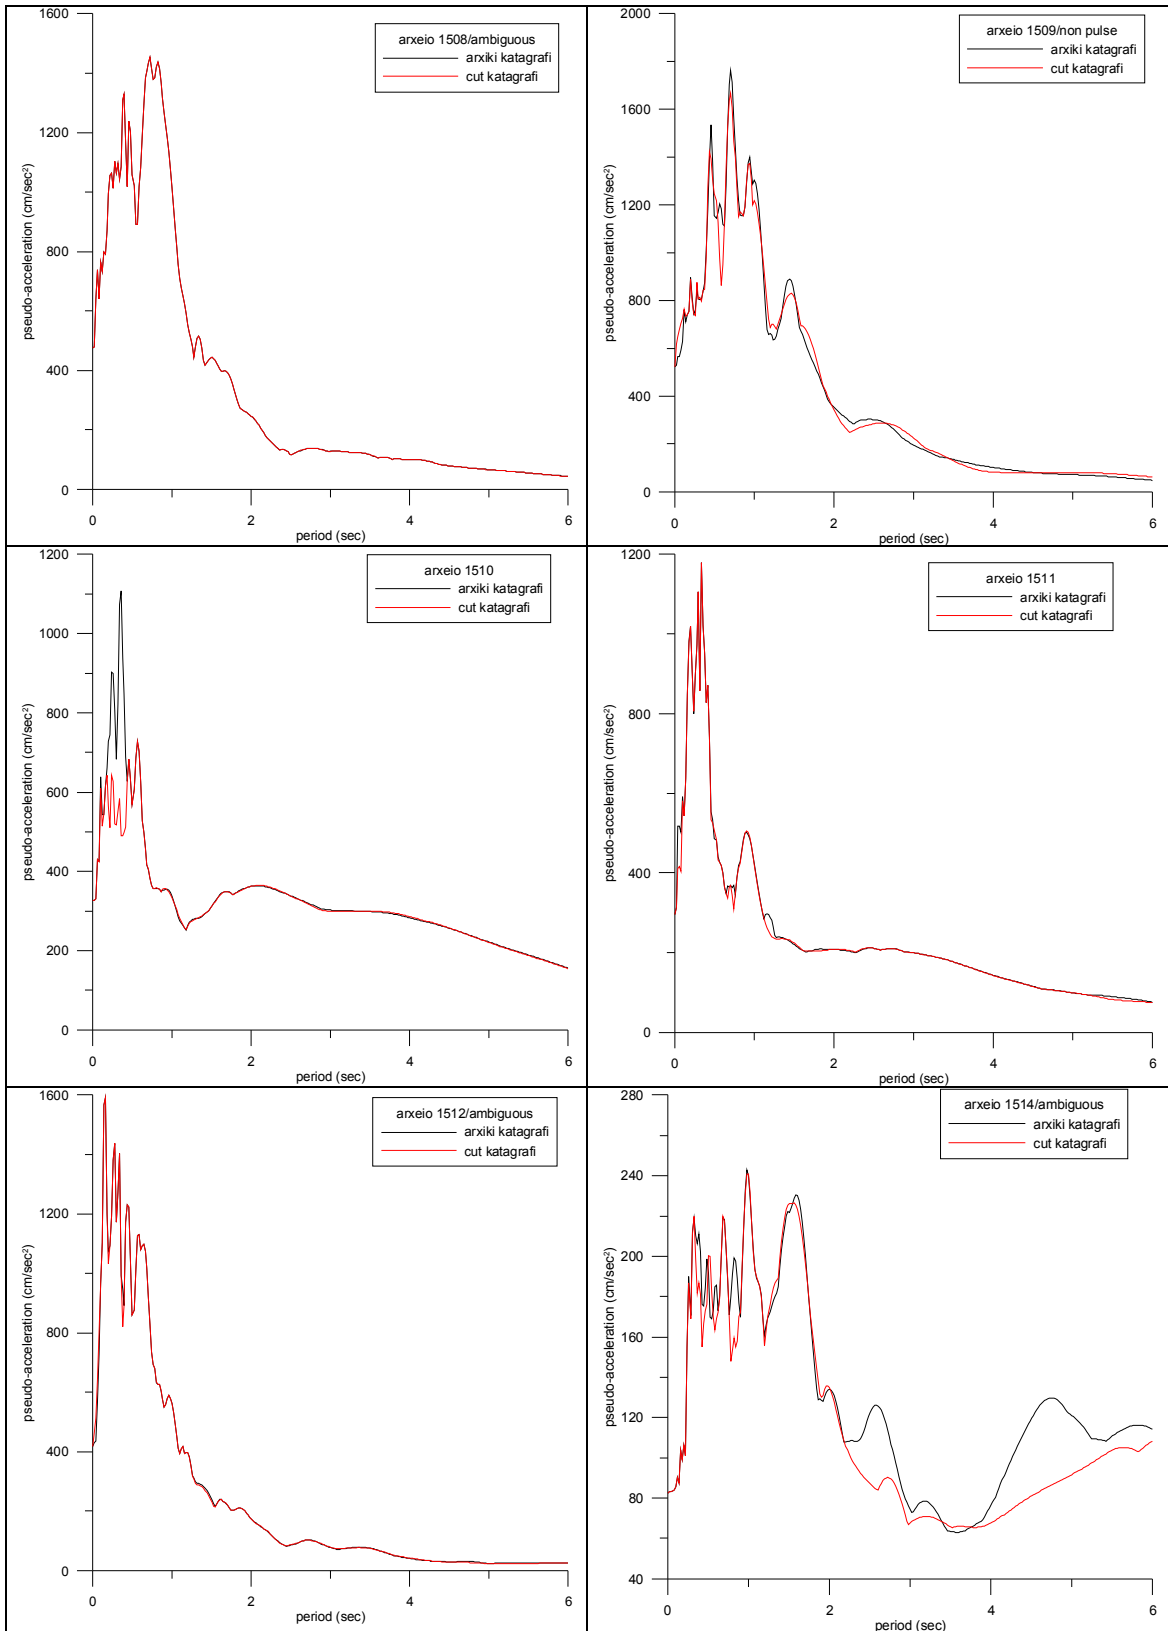 1600
1200
800
400
0
0
2
4
6
pseudo-acceleration (cm/sec²)
period (sec)
arxeio 1508/ambiguous
arxiki katagrafi
cut katagrafi
2000
1600
1200
800
400
0
0
2
4
6
pseudo-acceleration (cm/sec²)
period (sec)
arxeio 1509/non pulse
arxiki katagrafi
cut katagrafi
1200
1000
800
600
400
200
0
0
2
4
6
pseudo-acceleration (cm/sec²)
period (sec)
arxeio 1510
arxiki katagrafi
cut katagrafi
1200
800
400
0
0
2
4
6
pseudo-acceleration (cm/sec²)
period (sec)
arxeio 1511
arxiki katagrafi
cut katagrafi
1600
1200
800
400
0
0
2
4
6
pseudo-acceleration (cm/sec²)
period (sec)
arxeio 1512/ambiguous
arxiki katagrafi
cut katagrafi
280
240
200
160
120
80
40
0
2
4
6
pseudo-acceleration (cm/sec²)
period (sec)
arxeio 1514/ambiguous
arxiki katagrafi
cut katagrafi